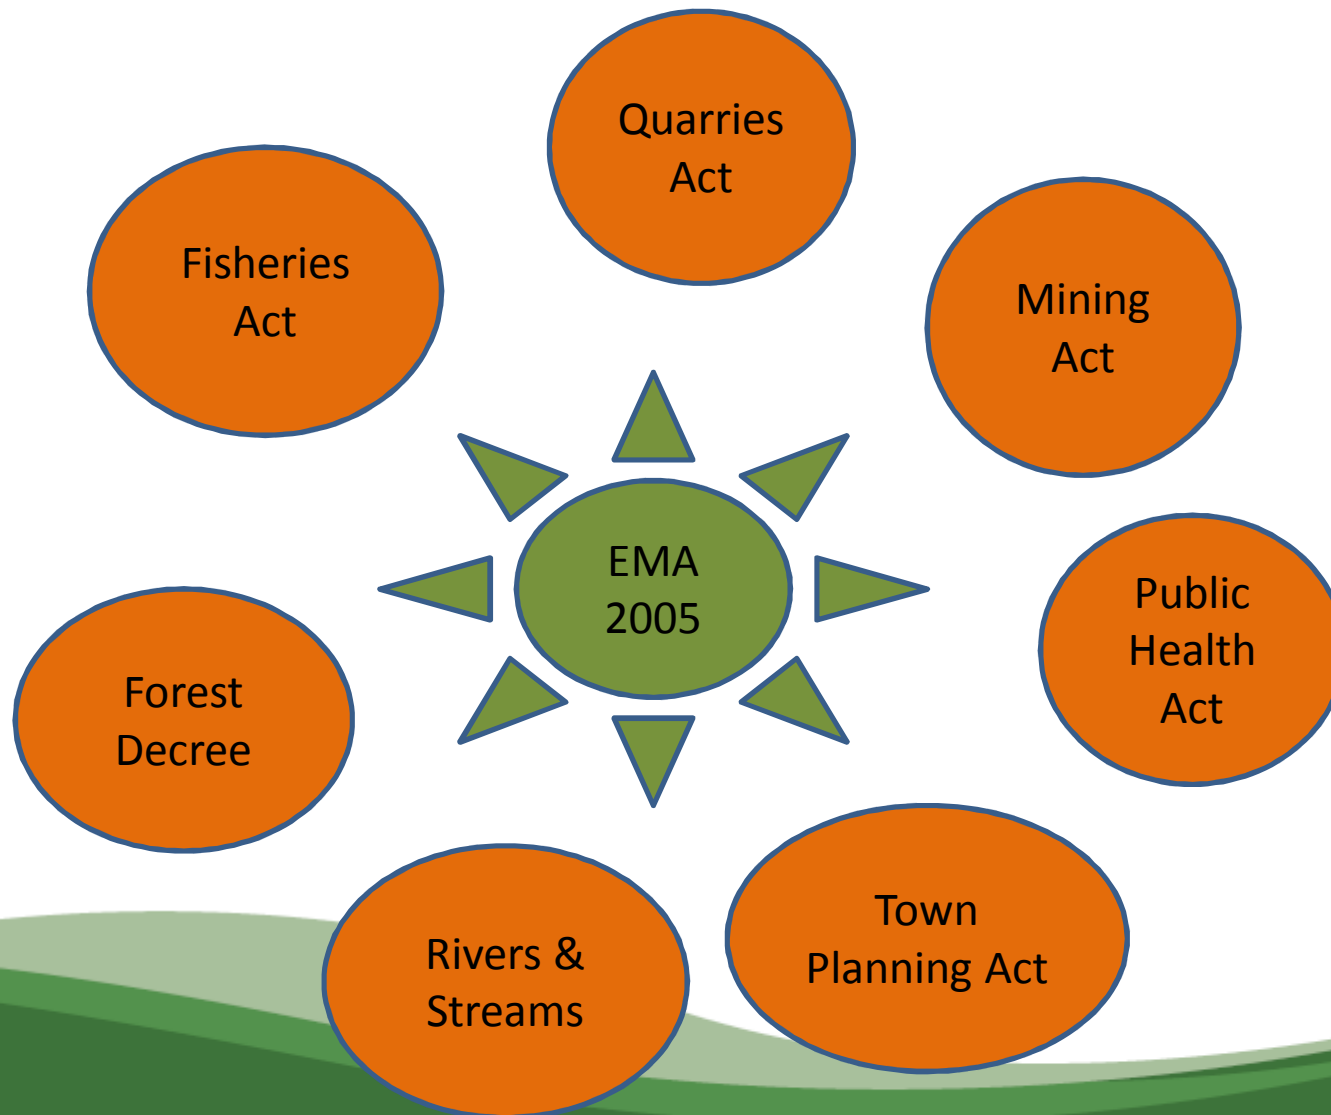 Quarries
Act
Fisheries
Act
Mining
Act
EMA
2005
Public
Health
Act
Forest
Decree
Town
Planning Act
Rivers &
Streams